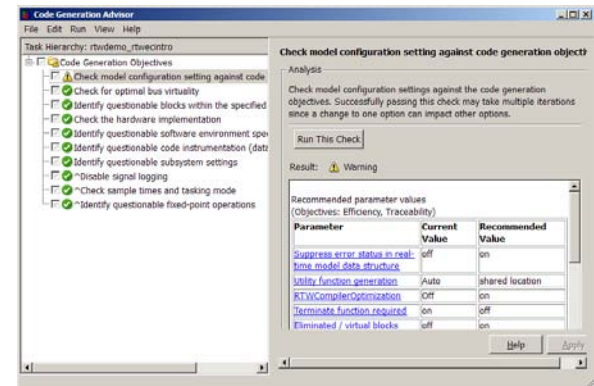 Code Generation Advisor
File Edit Run View Help
Task Hierarchy: rtwdemo_rtwecintro
Code Generation Objectives
Check model configuration setting against code
Check for optimal bus virtuality
Identify questionable blocks within the specified
Check the hardware implementation
Identify questionable software environment spe
Identify questionable code instrumentation (data
Identify questionable subsystem settings
^Disable signal logging
^Check sample times and tasking mode
^Identify questionable fixed-point operations
Check model configuration setting against code generation objecti
Analysis
Check model configuration settings against the code generation
objectives. Successfully passing this check may take multiple iterations
since a change to one option can impact other options.
Run This Check
Result: Warning
Recommended parameter values
(Objectives: Efficiency, Traceability)
Parameter Current Value Recommended Value
Suppress error status in real-time model data structure off on
Utility function generation Auto shared location
RTWCompilerOptimization Off on
Terminate function required on off
Eliminated / virtual blocks off on
Help Apply